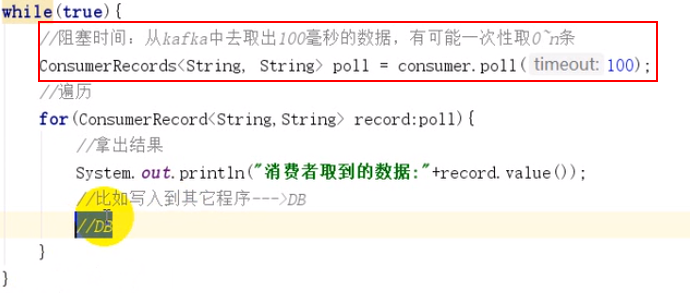 while(true){
//阻塞时间：从kafka中去取出100毫秒的数据，有可能一次性取0~n条
ConsumerRecords<String, String> poll = consumer.poll( timeout: 100);
//遍历
for(ConsumerRecord<String,String> record:poll){
//拿出结果
System.out.println("消费者取到的数据:"+record.value());
//比如写入到其它程序--->DB
//DB
}
}